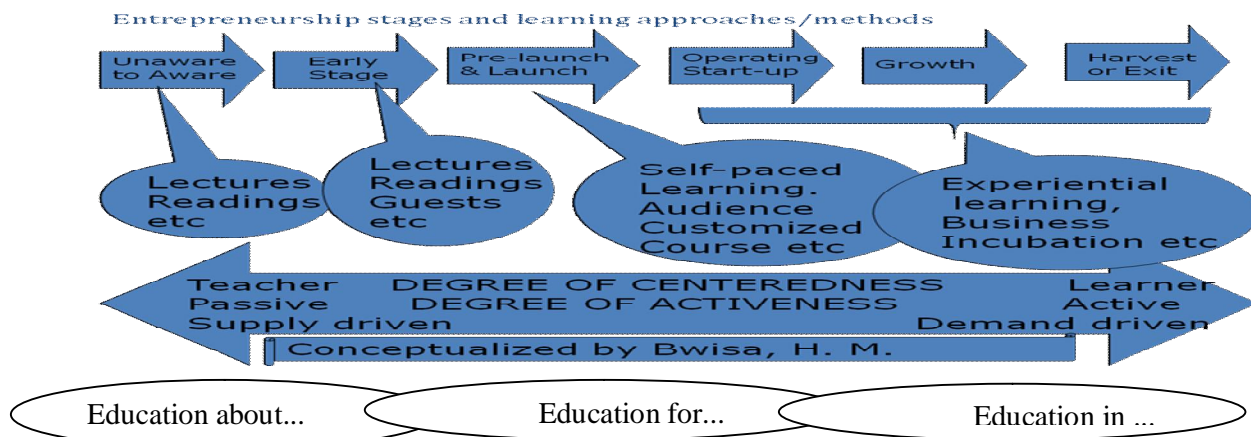 Entrepreneurship stages and learning approaches/methods
Unaware
to Aware
Early
Stage
Pre-launch
& Launch
Operating
Start-up
Growth
Harvest
or Exit
Lectures
Readings
etc
Lectures
Readings
Guests
etc
Self-paced
Learning.
Audience
Customized
Course etc
Experiential
learning,
Business
Incubation etc
Teacher DEGREE OF CENTEREDNESS Learner
Passive DEGREE OF ACTIVENESS Active
Supply driven Demand driven
Conceptualized by Bwisa, H. M.
Education about...
Education for...
Education in ...